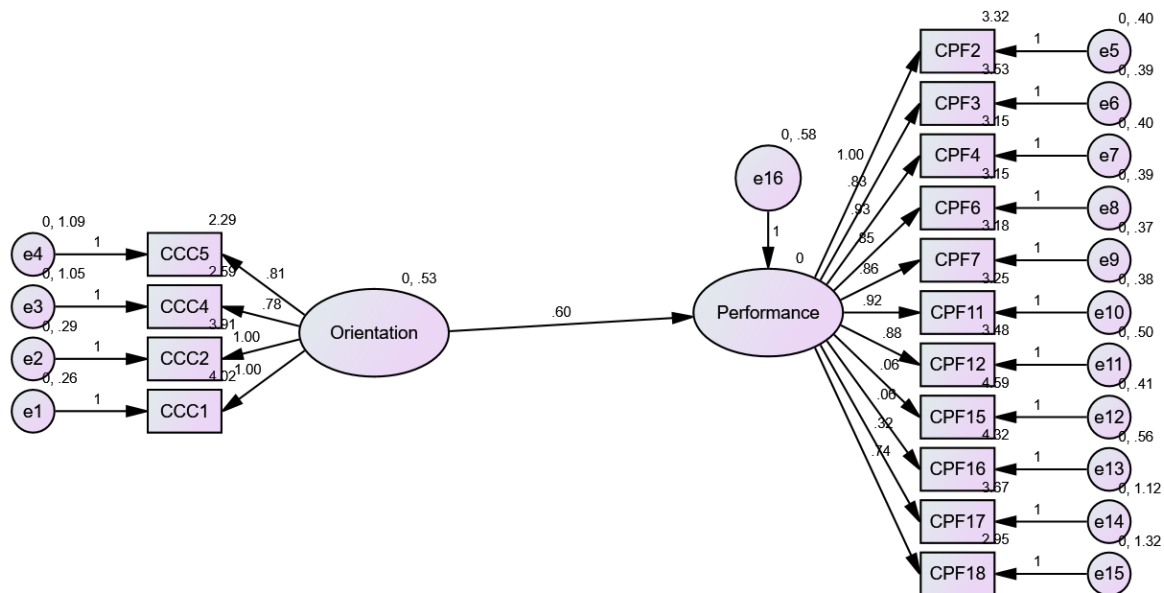 3.32
0, .40
CPF2
1
e5
3.53
0, .39
CPF3
1
e6
3.15
0, .40
CPF4
1
e7
3.15
0, .39
CPF6
1
e8
3.18
0, .37
CPF7
1
e9
3.25
0, .38
CPF11
1
e10
3.48
0, .50
CPF12
1
e11
4.59
0, .41
CPF15
1
e12
4.32
0, .56
CPF16
1
e13
3.67
0, 1.12
CPF17
1
e14
2.95
0, 1.32
CPF18
1
e15
0, .58
e16
1
0
Performance
1.00
.83
.93
.85
.86
.92
.88
.06
.06
.32
.74
.60
0, .53
Orientation
.81
.78
1.00
1.00
0, 1.09
2.29
e4
1
CCC5
0, 1.05
2.59
e3
1
CCC4
0, .29
3.91
e2
1
CCC2
0, .26
4.02
e1
1
CCC1